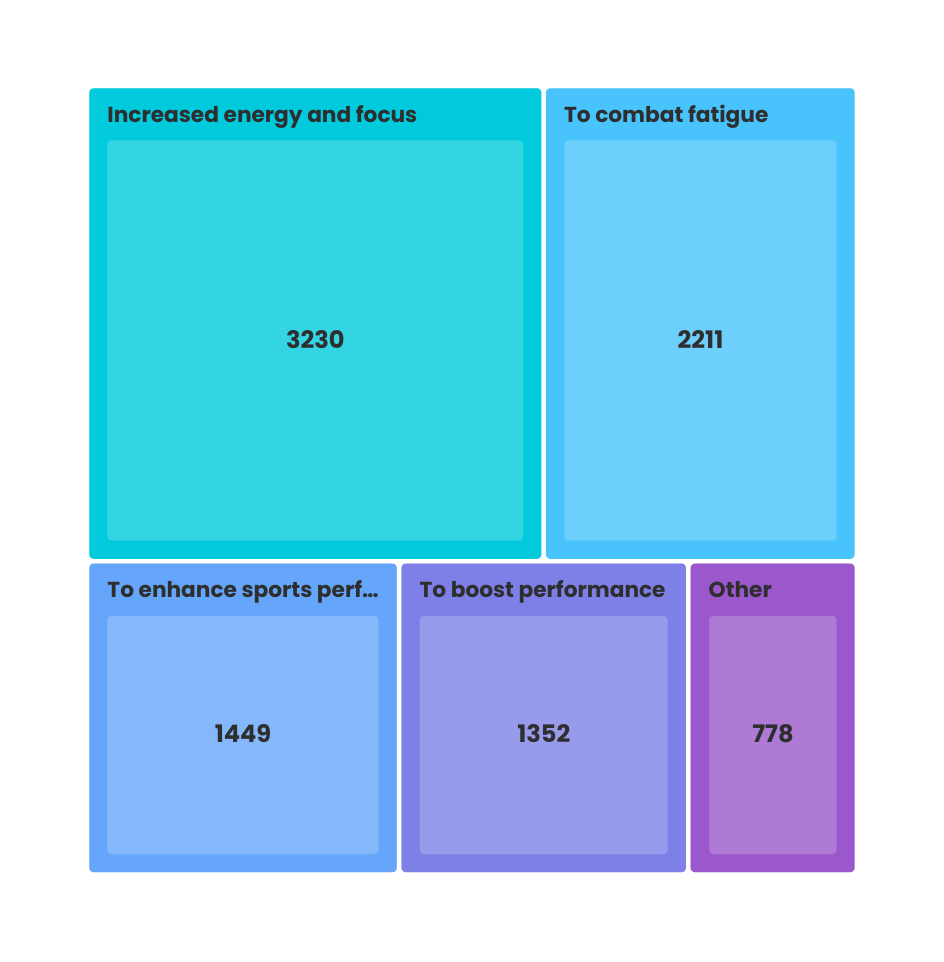 Increased energy and focus
To combat fatigue
3230
2211
To enhance sports perf...
To boost performance
Other
1449
1352
778